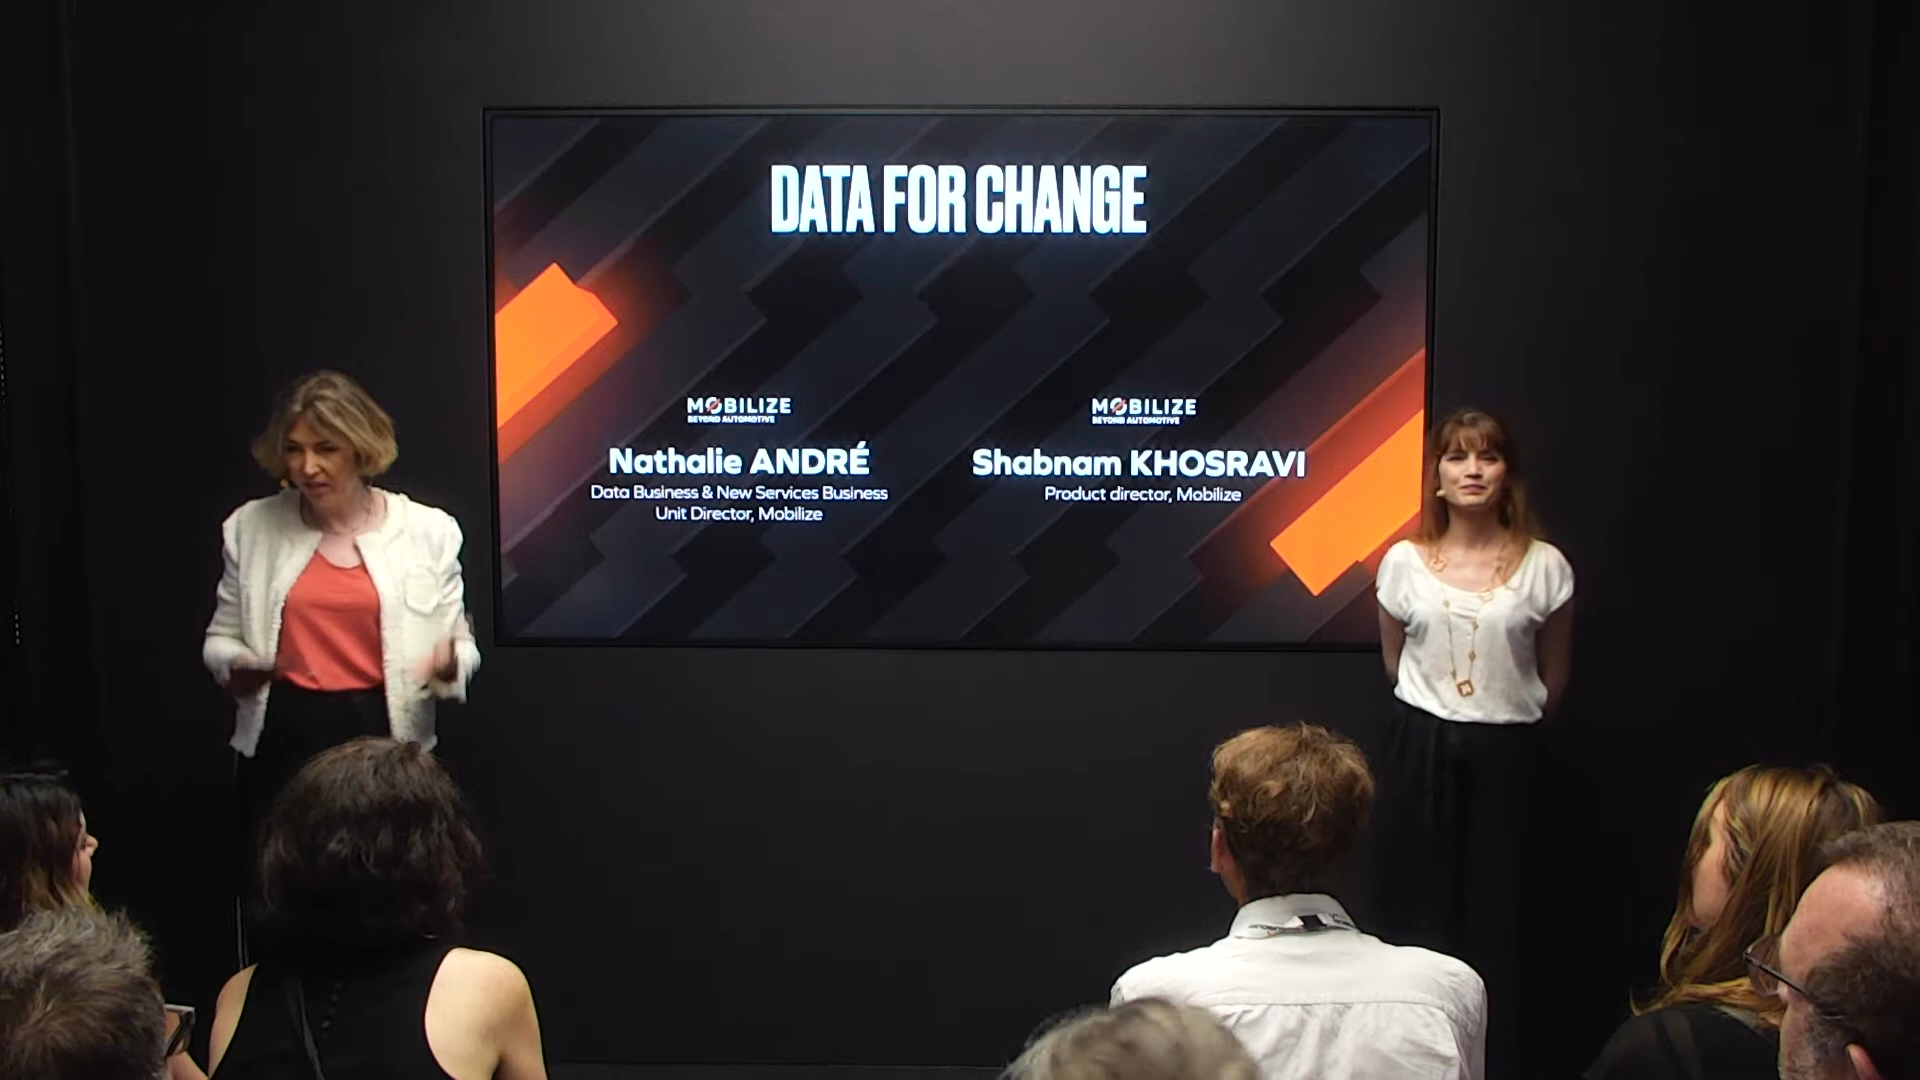 DATA FOR CHANGE
MOBILIZE
BEYOND AUTOMOTIVE
Nathalie ANDRÉ
Data Business & New Services Business
Unit Director, Mobilize
MOBILIZE
BEYOND AUTOMOTIVE
Shabnam KHOSRAVI
Product director, Mobilize